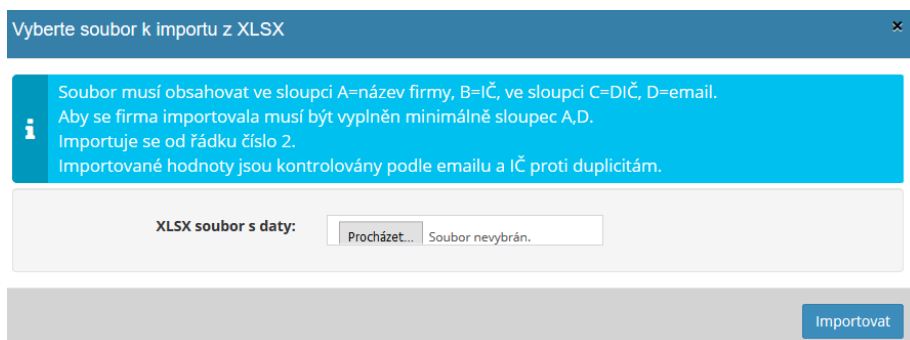 Vyberte soubor k importu z XLSX
×
Soubor musí obsahovat ve sloupci A=název firmy, B=IČ, ve sloupci C=DIČ, D=email.
Aby se firma importovala musí být vyplněn minimálně sloupec A,D.
Importuje se od řádku číslo 2.
Importované hodnoty jsou kontrolovány podle emailu a IČ proti duplicitám.
XLSX soubor s daty:
Procházet... Soubor nevybrán.
Importovat